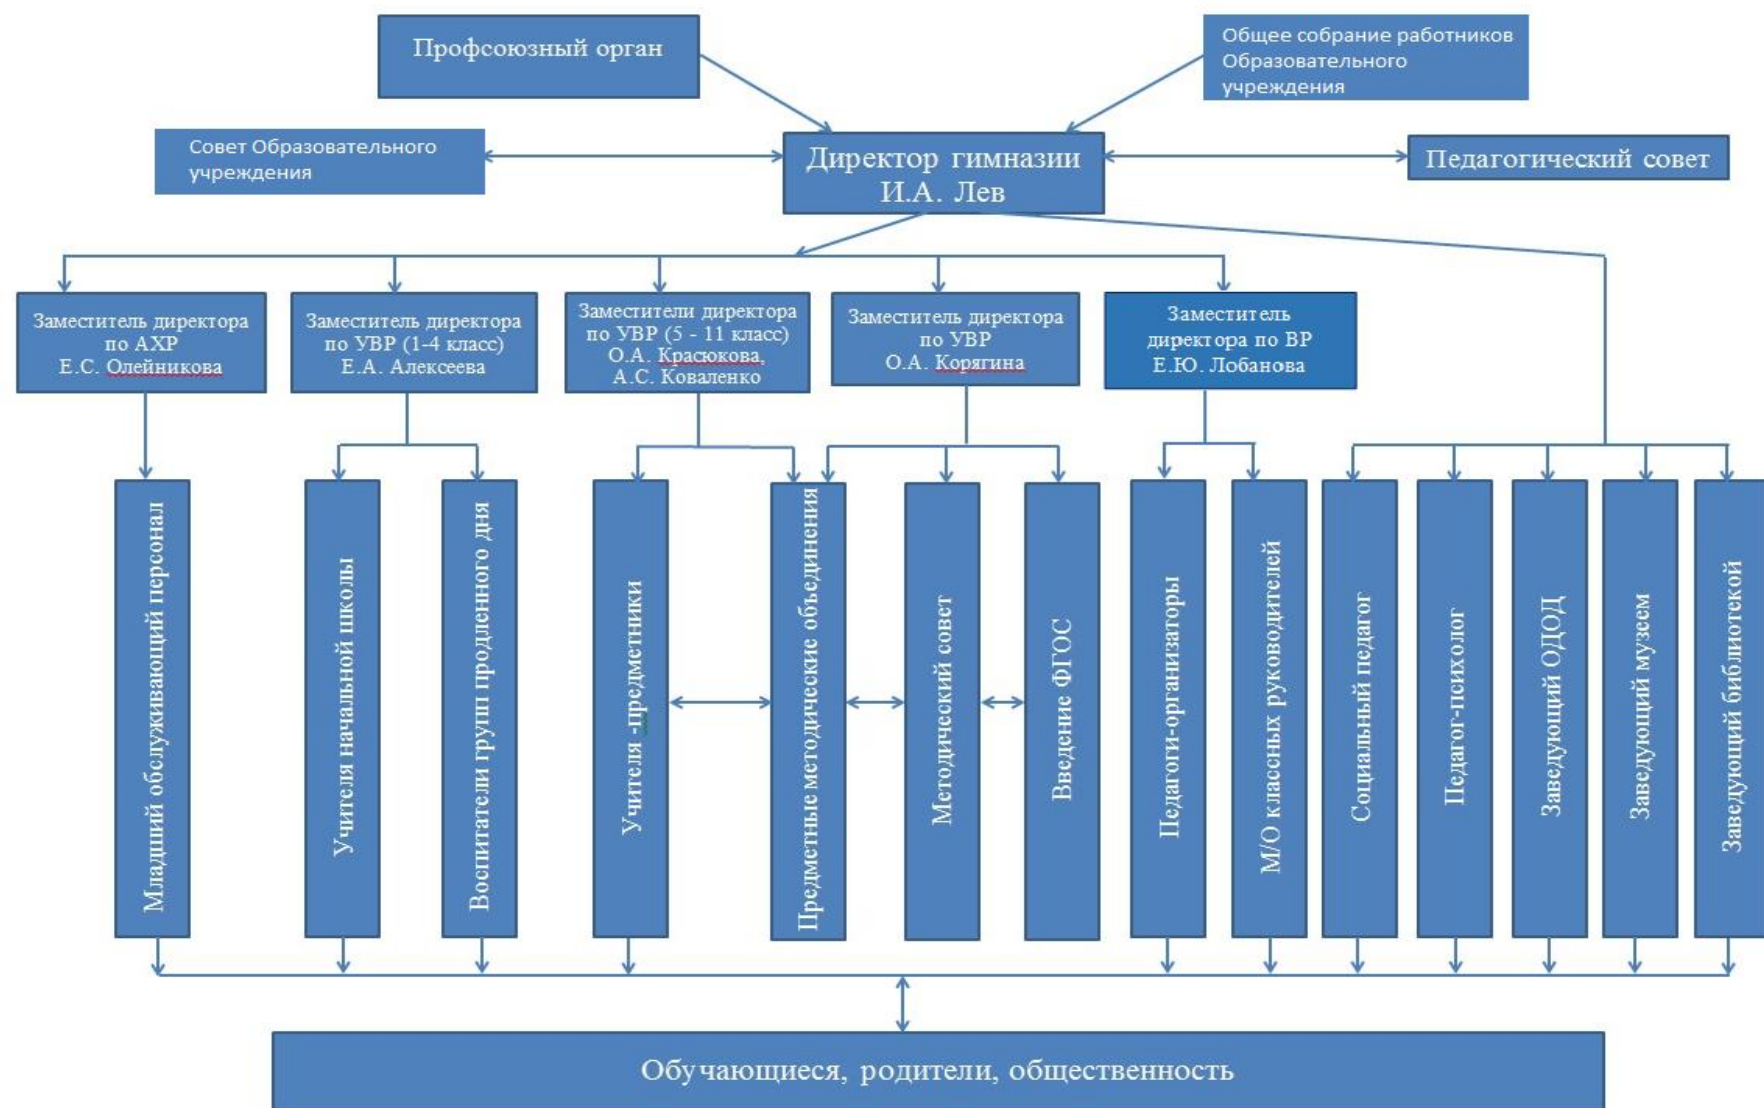 Профсоюзный орган
Общее собрание работников
Образовательного
учреждения
Совет Образовательного
учреждения
Директор гимназии
И.А. Лев
Педагогический совет
Заместитель директора
по АХР
Е.С. Олейникова
Заместитель директора
по УВР (1-4 класс)
Е.А. Алексеева
Заместители директора
по УВР (5 - 11 класс)
О.А. Красюкова,
А.С. Коваленко
Заместитель директора
по УВР
О.А. Корягина
Заместитель
директора по ВР
Е.Ю. Лобанова
Младший обслуживающий персонал
Учителя начальной школы
Воспитатели групп продленного дня
Учителя -предметники
Предметные методические объединения
Методический совет
Введение ФГОС
Педагоги-организаторы
М/О классных руководителей
Социальный педагог
Педагог-психолог
Заведующий ОДОД
Заведующий музеем
Заведующий библиотекой
Обучающиеся, родители, общественность